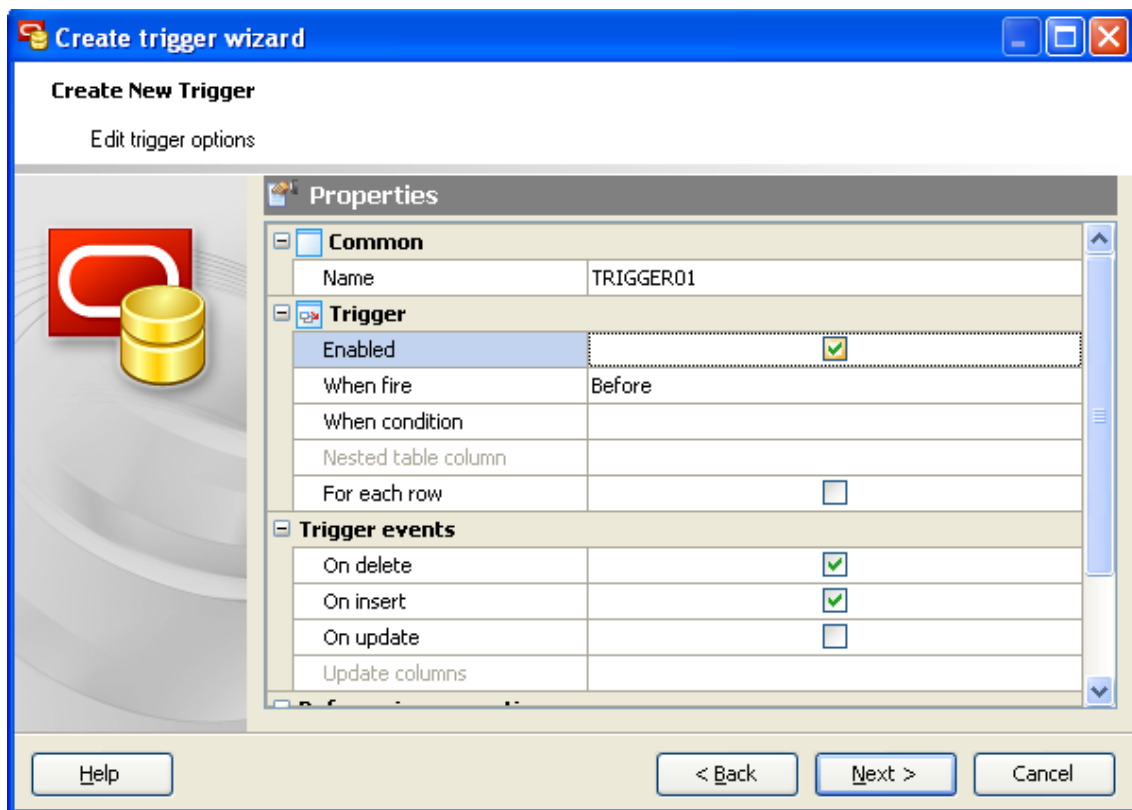 Create trigger wizard
Create New Trigger
Edit trigger options
Properties
Common
Name TRIGGER01
Trigger
Enabled
When fire Before
When condition
Nested table column
For each row
Trigger events
On delete
On insert
On update
Update columns
Help < Back Next > Cancel